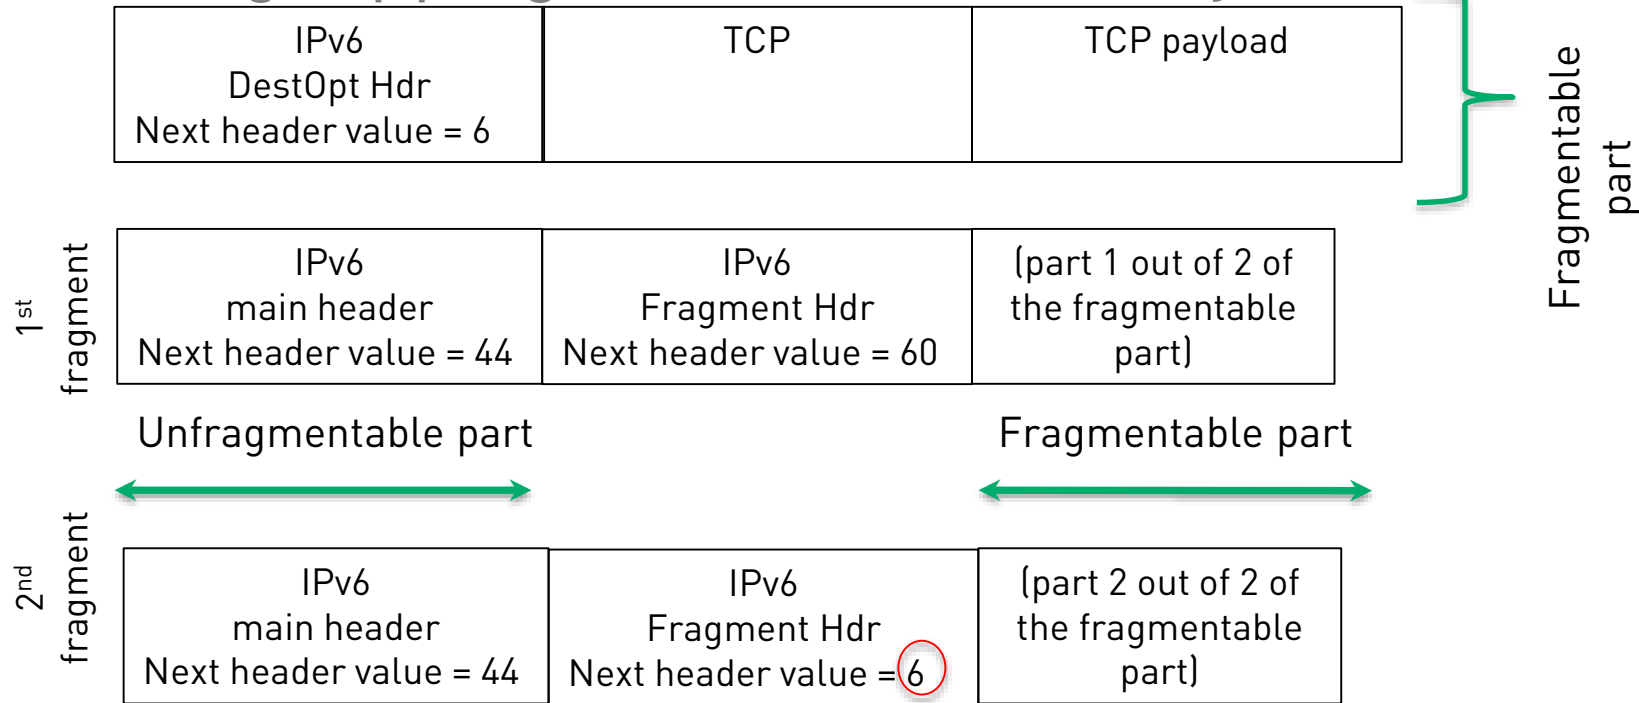 IPv6
DestOpt Hdr
Next header value = 6
TCP
TCP payload
Fragmentable
part
1st
fragment
IPv6
main header
Next header value = 44
IPv6
Fragment Hdr
Next header value = 60
(part 1 out of 2 of
the fragmentable
part)
Unfragmentable part
Fragmentable part
2nd
fragment
IPv6
main header
Next header value = 44
IPv6
Fragment Hdr
Next header value = 6
(part 2 out of 2 of
the fragmentable
part)